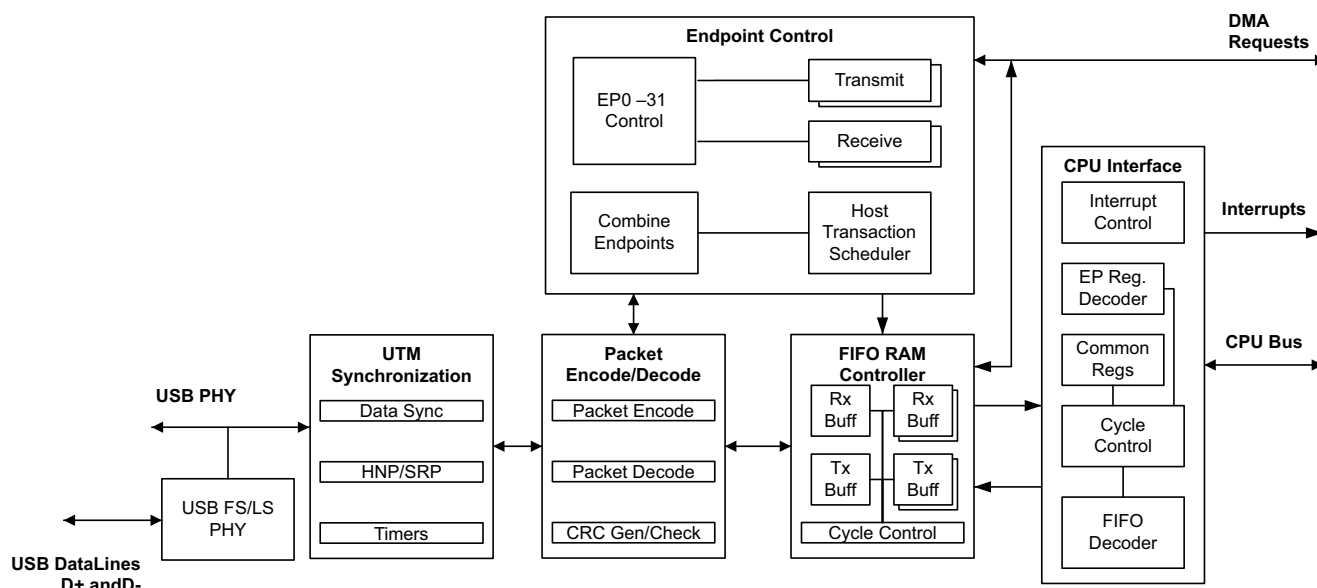 DMA
Requests
Endpoint Control
EP0 –31
Control
Transmit
Receive
Combine
Endpoints
Host
Transaction
Scheduler
CPU Interface
Interrupt
Control
Interrupts
EP Reg.
Decoder
Common
Regs
CPU Bus
Cycle
Control
FIFO
Decoder
UTM
Synchronization
Data Sync
HNP/SRP
Timers
Packet
Encode/Decode
Packet Encode
Packet Decode
CRC Gen/Check
FIFO RAM
Controller
Rx
Buff
Rx
Buff
Tx
Buff
Tx
Buff
Cycle Control
USB PHY
USB FS/LS
PHY
USB DataLines
D+ andD-